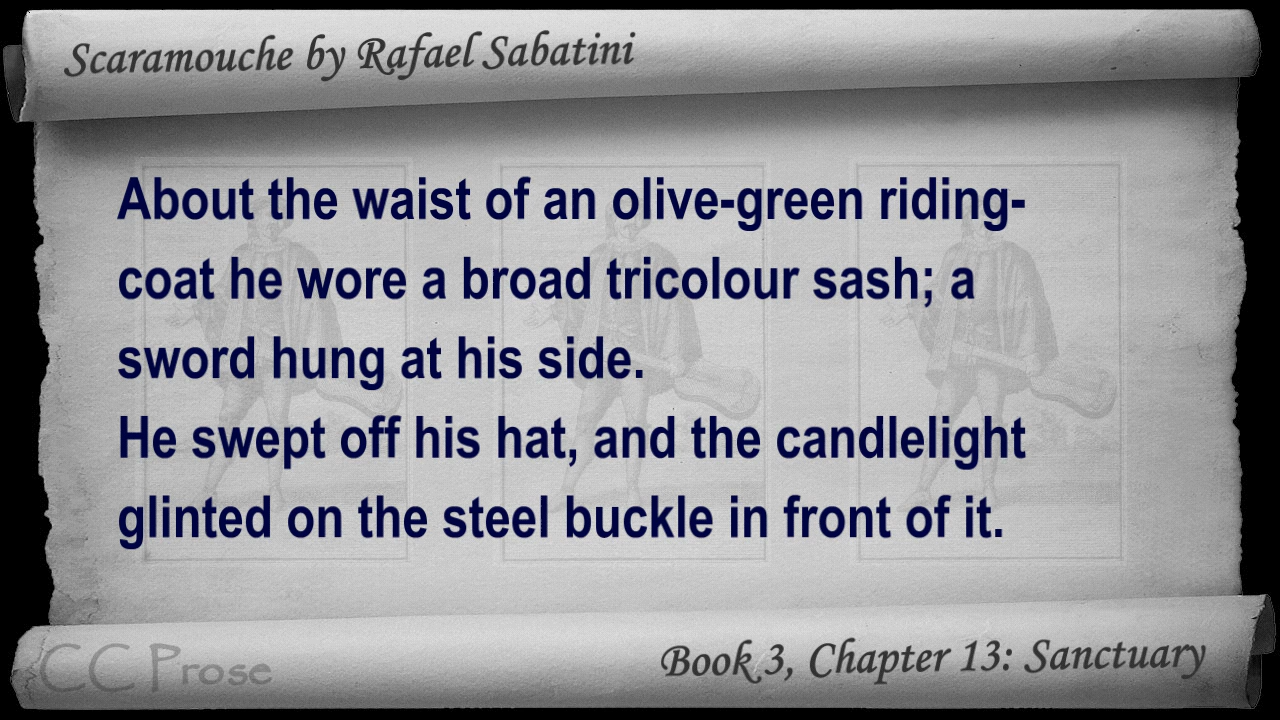 Scaramouche by Rafael Sabatini
About the waist of an olive-green riding-
coat he wore a broad tricolour sash; a
sword hung at his side.
He swept off his hat, and the candlelight
glinted on the steel buckle in front of it.
CC Prose
Book 3, Chapter 13: Sanctuary